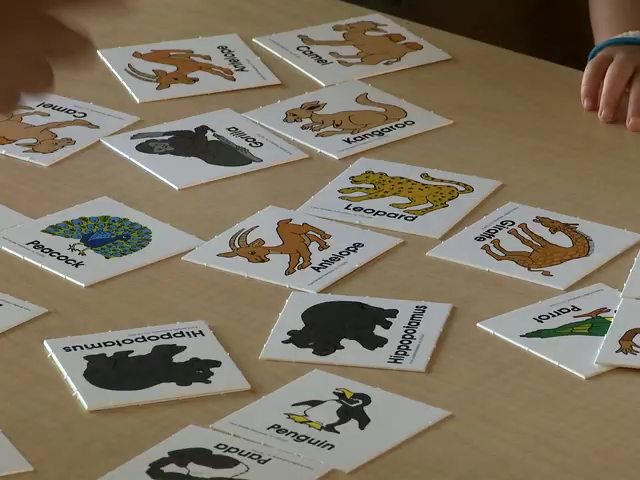 Antelope
Camel
Camel
Gorilla
Kangaroo
Leopard
Peacock
Antelope
Giraffe
Parrot
Hippopotamus
Hippopotamus
Penguin
Panda